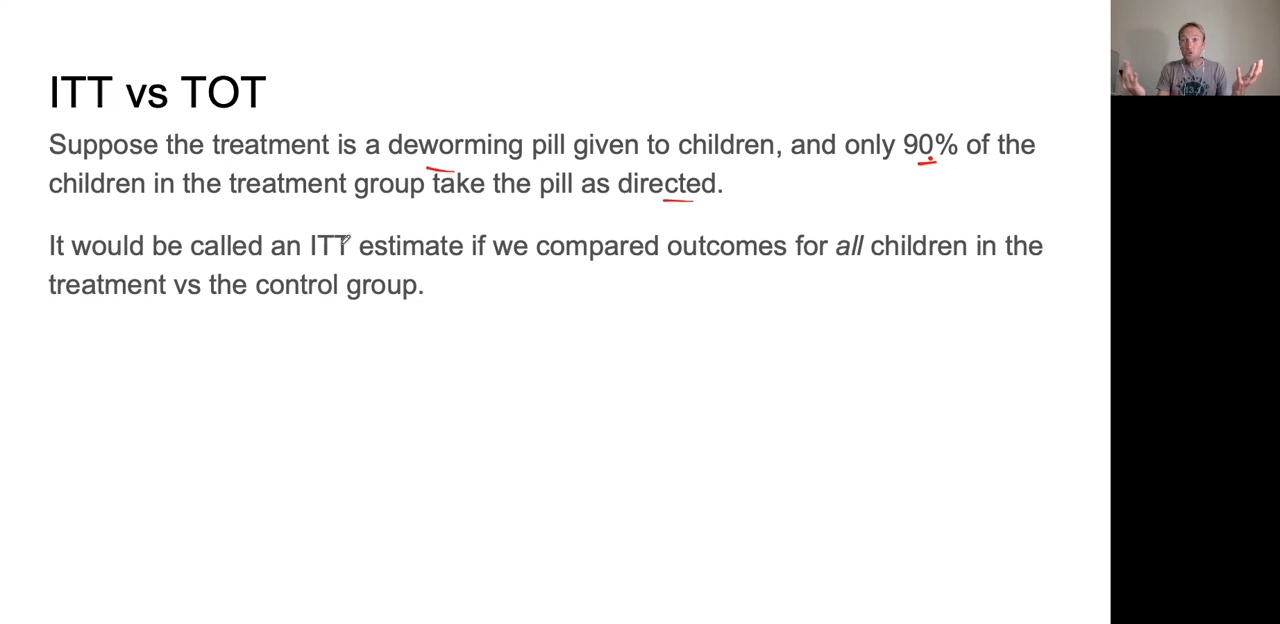 ITT vs TOT
Suppose the treatment is a deworming pill given to children, and only 90% of the
children in the treatment group take the pill as directed.
It would be called an ITT estimate if we compared outcomes for all children in the
treatment vs the control group.
13.1